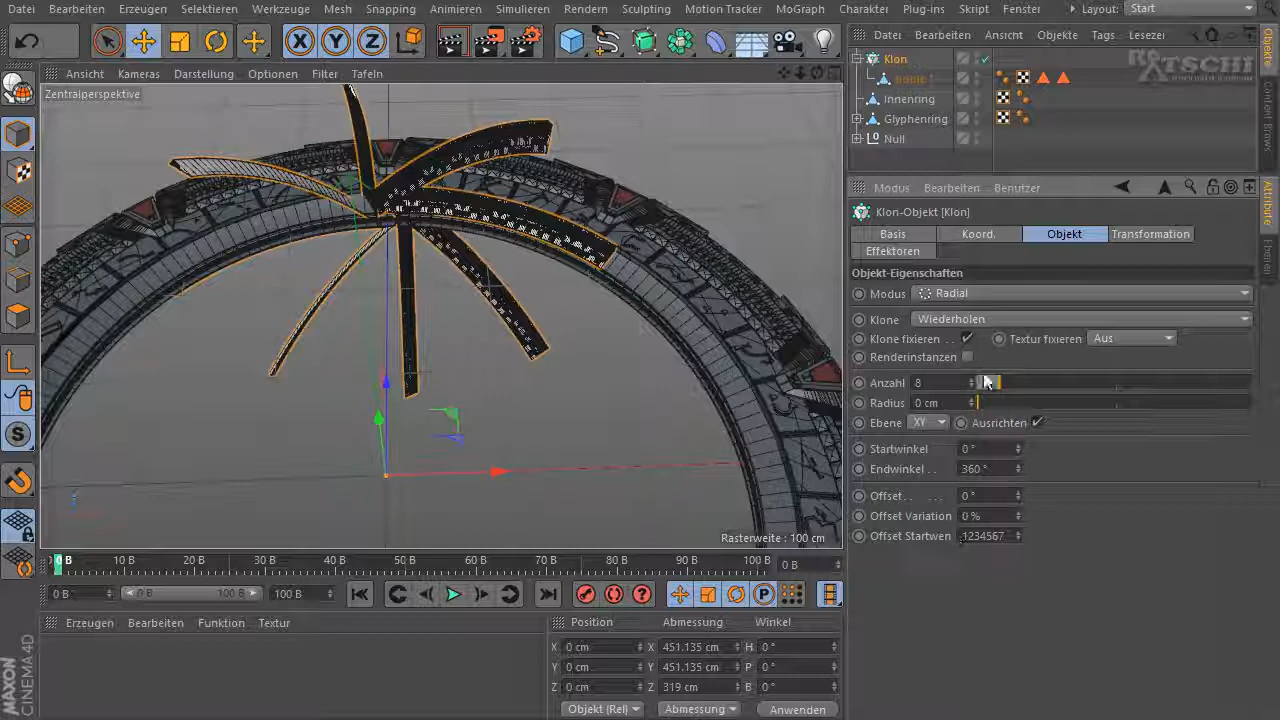 Datei Bearbeiten Erzeugen Selektieren Werkzeuge Mesh Snapping Animieren Simulieren Rendern Sculpting Motion Tracker MoGraph Charakter Plug-ins Skript Fenster Layout: Start
Datei Bearbeiten Ansicht Objekte Tags Lesezei
Ansicht Kameras Darstellung Optionen Filter Tafeln
Zentralperspektive
Klon
Innenring
Glyphenring
Null
Objekte
Content Brows
Modus Bearbeiten Benutzer
Klon-Objekt [Klon]
Basis Koord. Objekt Transformation
Effektoren
Attribute
Ebenen
Objekt-Eigenschaften
Modus Radial
Klone Wiederholen
Klone fixieren . . Textur fixieren Aus
Renderinstanzen
Anzahl 8
Radius 0 cm
Ebene XY Ausrichten
Startwinkel 0 °
Endwinkel . . 360 °
Offset. . . . . . 0 °
Offset Variation 0 %
Offset Startwert 1234567
Rasterweite : 100 cm
0 B 10 B 20 B 30 B 40 B 50 B 60 B 70 B 80 B 90 B 100 B 0 B
0 B 0 B 100 B 100 B
Erzeugen Bearbeiten Funktion Textur
Position Abmessung Winkel
X 0 cm X 451.135 cm H 0 °
Y 0 cm Y 451.135 cm P 0 °
Z 0 cm Z 319 cm B 0 °
Objekt (Rel) Abmessung Anwenden
MAXON
CINEMA 4D